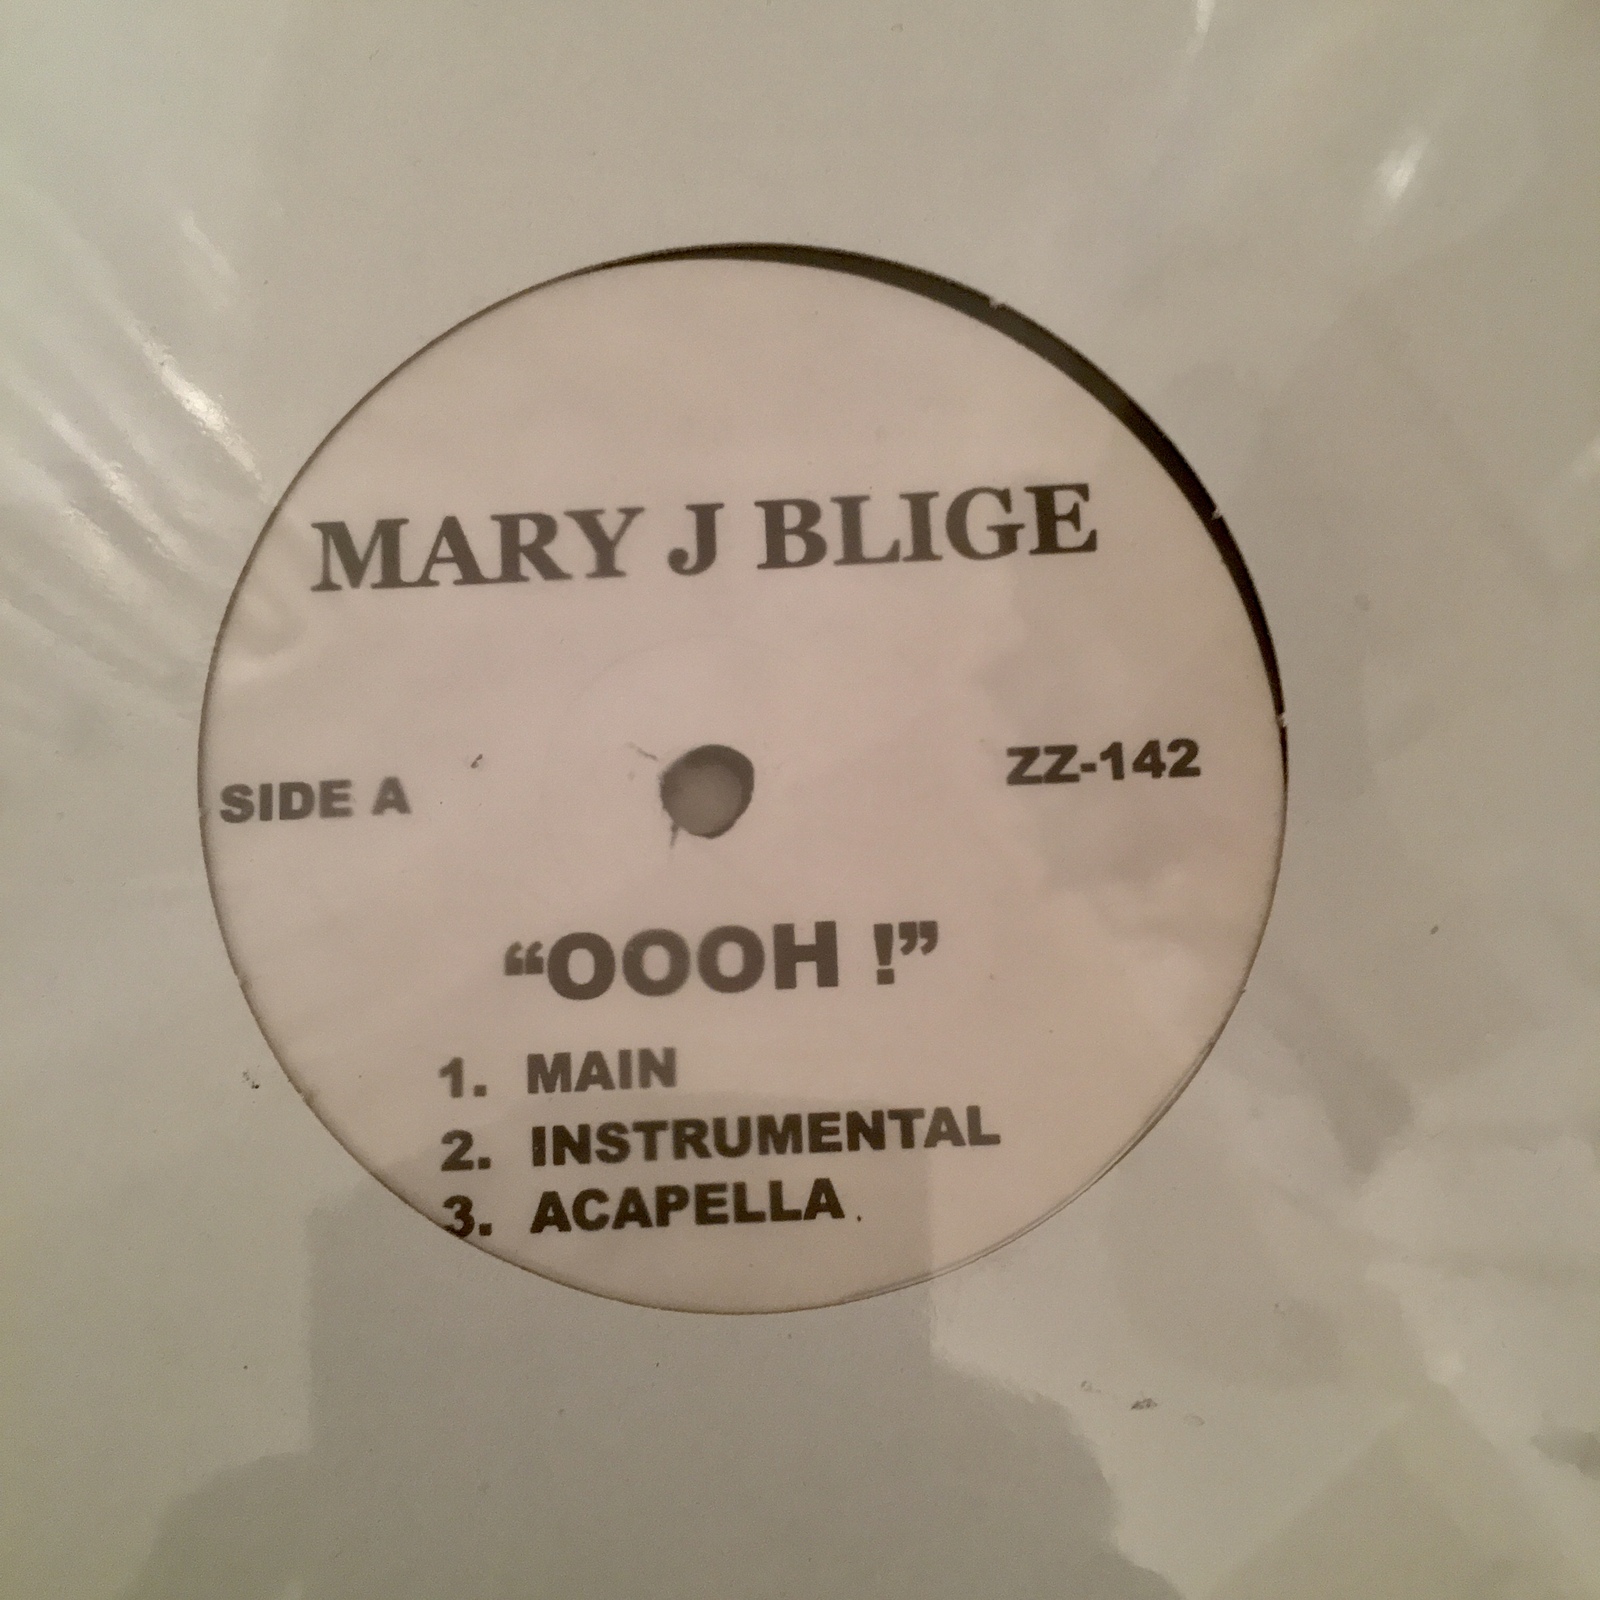 MARY J BLIGE
SIDE A
ZZ-142
“OOOH !”
1. MAIN
2. INSTRUMENTAL
3. ACAPELLA .